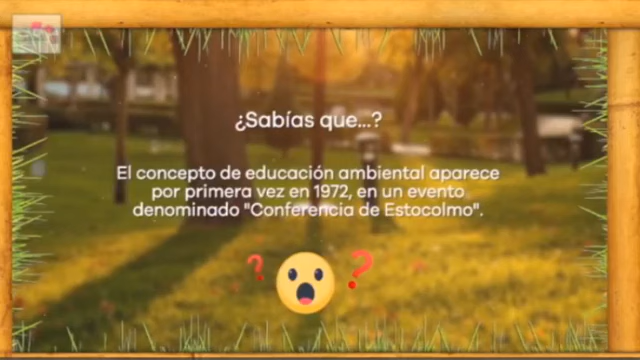 ¿Sabías que...?
El concepto de educación ambiental aparece
por primera vez en 1972, en un evento
denominado "Conferencia de Estocolmo".
? ?